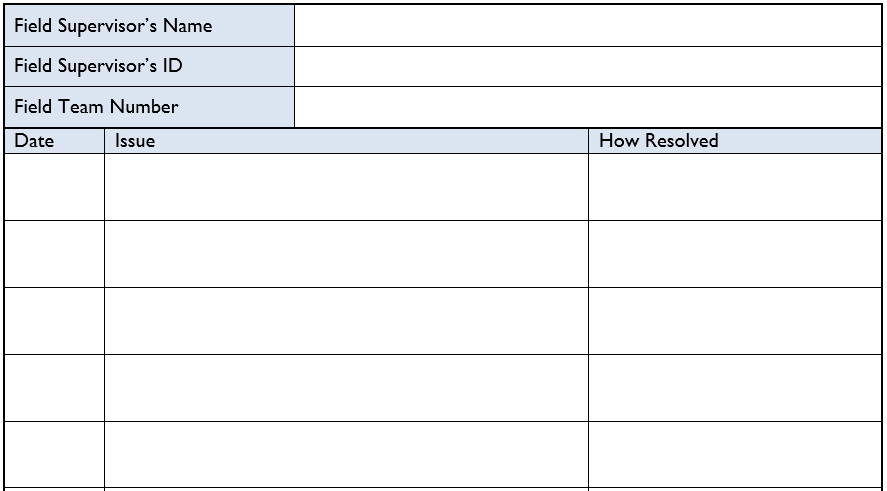 Field Supervisor’s Name
Field Supervisor’s ID
Field Team Number
Date Issue How Resolved